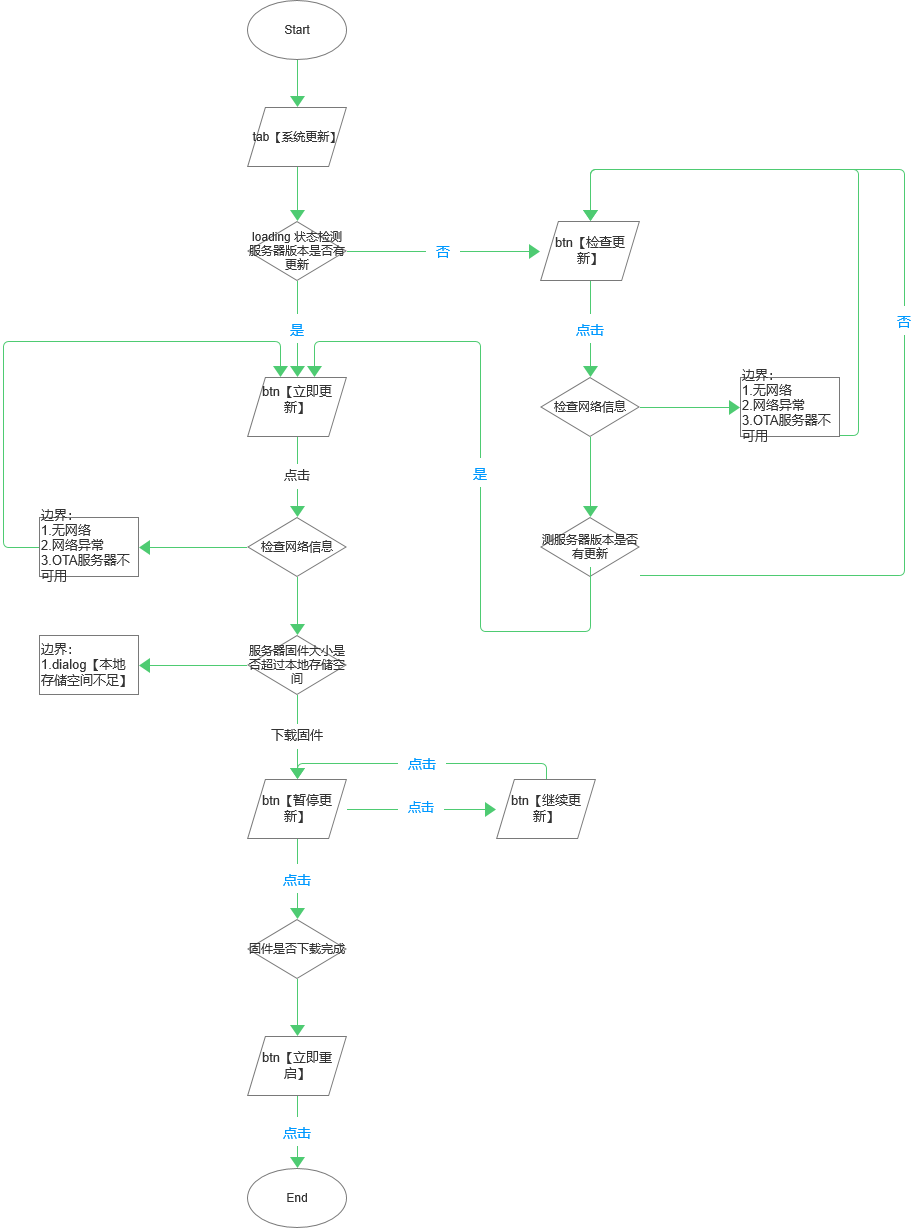 Start
tab【系统更新】
loading 状态检测
服务器版本是否有
更新
否
btn【检查更
新】
是
点击
否
btn【立即更
新】
检查网络信息
边界：
1.无网络
2.网络异常
3.OTA服务器不
可用
点击
是
边界：
1.无网络
2.网络异常
3.OTA服务器不
可用
检查网络信息
测服务器版本是否
有更新
边界：
1.dialog【本地
存储空间不足】
服务器固件大小是
否超过本地存储空
间
下载固件
点击
btn【暂停更
新】
点击
btn【继续更
新】
点击
固件是否下载完成
btn【立即重
启】
点击
End